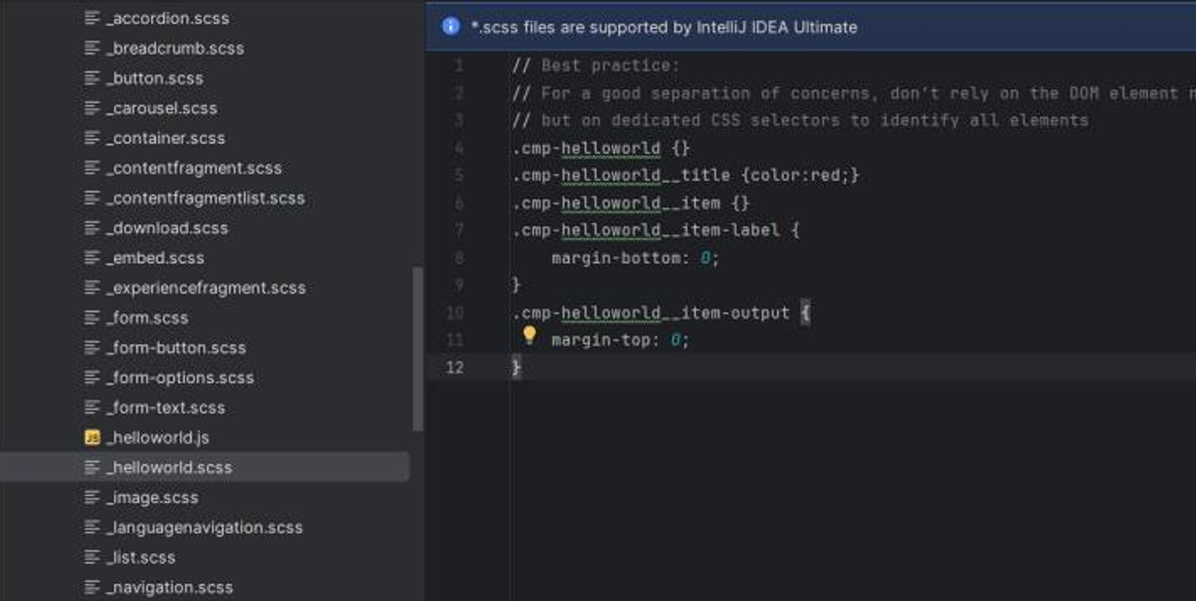 _accordion.scss
_breadcrumb.scss
_button.scss
_carousel.scss
_container.scss
_contentfragment.scss
_contentfragmentlist.scss
_download.scss
_embed.scss
_experiencefragment.scss
_form.scss
_form-button.scss
_form-options.scss
_form-text.scss
JS _helloworld.js
_helloworld.scss
_image.scss
_languagenavigation.scss
_list.scss
_navigation.scss
*.scss files are supported by IntelliJ IDEA Ultimate
1 // Best practice:
2 // For a good separation of concerns, don't rely on the DOM element n
3 // but on dedicated CSS selectors to identify all elements
4 .cmp-helloworld {}
5 .cmp-helloworld__title {color:red;}
6 .cmp-helloworld__item {}
7 .cmp-helloworld__item-label {
8 margin-bottom: 0;
9 }
10 .cmp-helloworld__item-output {
11 margin-top: 0;
12 }